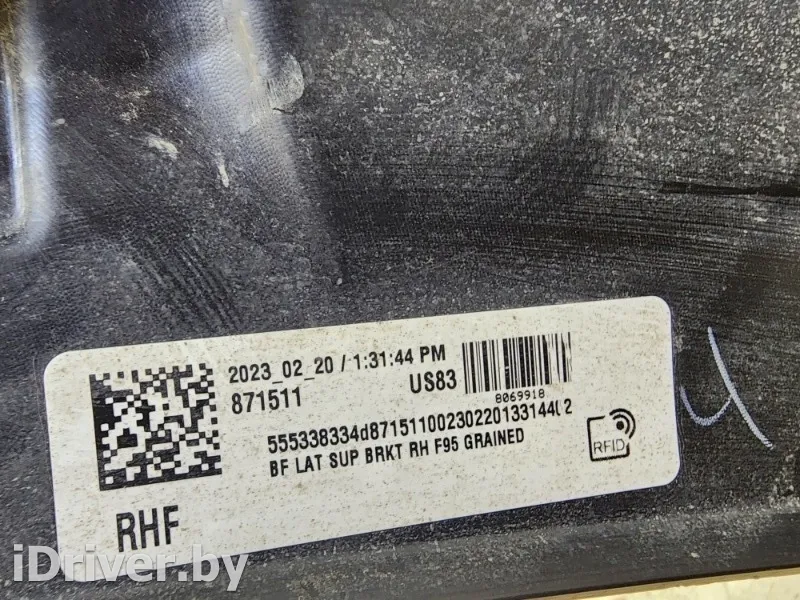 2023_02_20 / 1:31:44 PM
871511 US83
8069918
555338334d8715110023022013314402
BF LAT SUP BRKT RH F95 GRAINED
RFID
RHF
Ч
iDriver.by